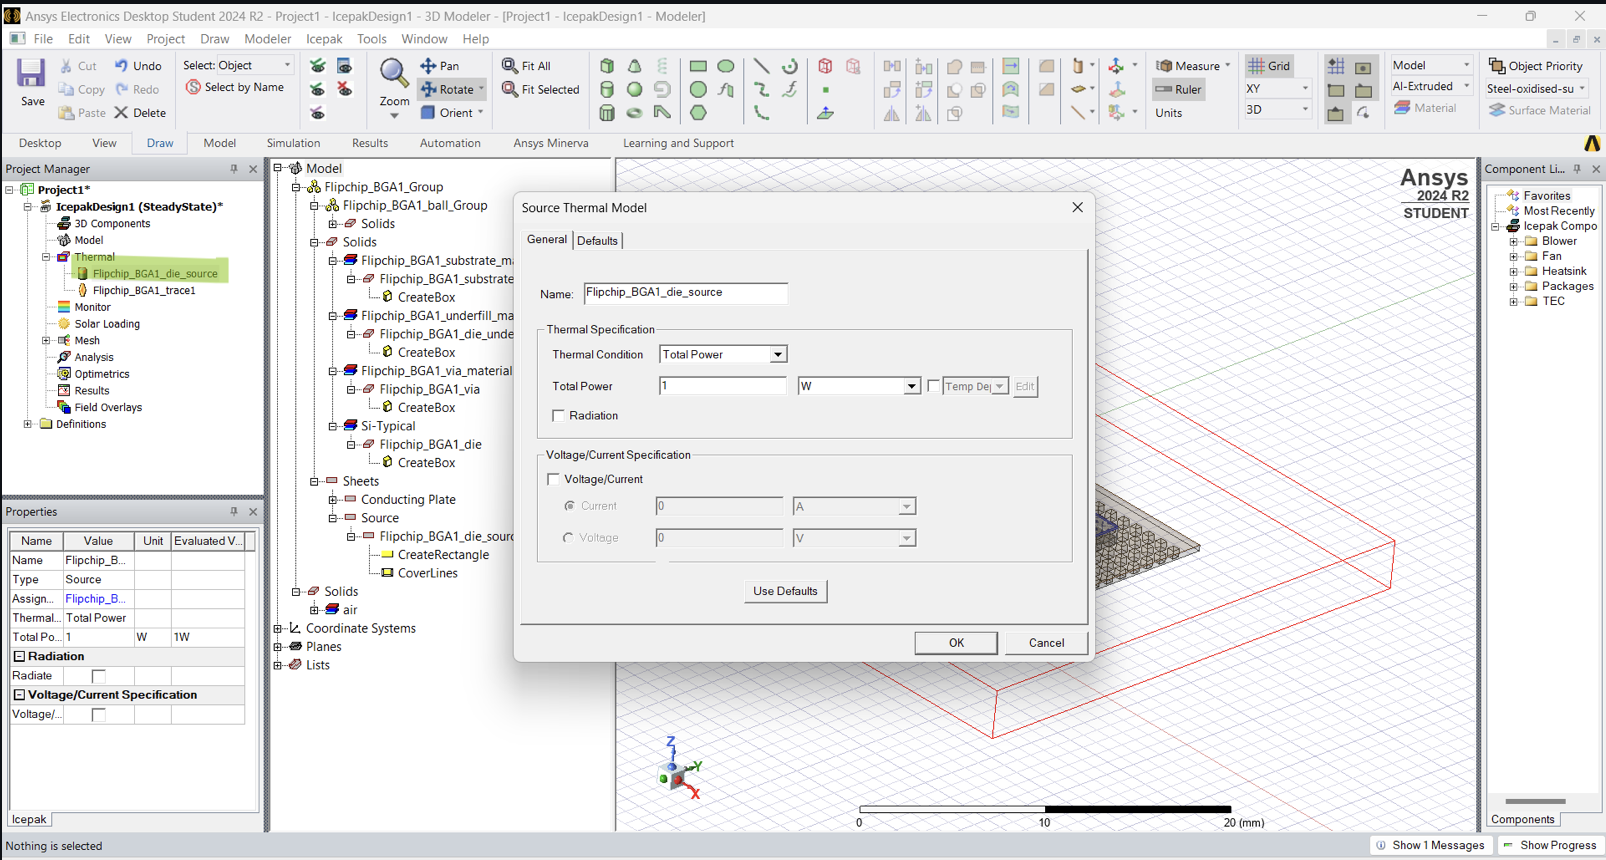 Ansys Electronics Desktop Student 2024 R2 - Project1 - IcepakDesign1 - 3D Modeler - [Project1 - IcepakDesign1 - Modeler]
File Edit View Project Draw Modeler Icepak Tools Window Help
Save
Cut
Copy
Paste
Undo
Redo
Delete
Select: Object
Select by Name
Zoom
Pan
Rotate
Orient
Fit All
Fit Selected
Measure
Ruler
Units
Grid
XY
3D
Model
Al-Extruded
Material
Object Priority
Steel-oxidised-su
Surface Material
Desktop View Draw Model Simulation Results Automation Ansys Minerva Learning and Support
Project Manager
Project1*
IcepakDesign1 (SteadyState)*
3D Components
Model
Thermal
Flipchip_BGA1_die_source
Flipchip_BGA1_trace1
Monitor
Solar Loading
Mesh
Analysis
Optimetrics
Results
Field Overlays
Definitions
Properties
Name Value Unit Evaluated V...
Name Flipchip_B...
Type Source
Assign... Flipchip_B...
Thermal... Total Power
Total Po... 1 W 1W
Radiation
Radiate
Voltage/Current Specification
Voltage/...
Icepak
Model
Flipchip_BGA1_Group
Flipchip_BGA1_ball_Group
Solids
Solids
Flipchip_BGA1_substrate_ma
Flipchip_BGA1_substrate
CreateBox
Flipchip_BGA1_underfill_ma
Flipchip_BGA1_die_unde
CreateBox
Flipchip_BGA1_via_material
Flipchip_BGA1_via
CreateBox
Si-Typical
Flipchip_BGA1_die
CreateBox
Sheets
Conducting Plate
Source
Flipchip_BGA1_die_sourc
CreateRectangle
CoverLines
Solids
air
Coordinate Systems
Planes
Lists
Source Thermal Model
General Defaults
Name: Flipchip_BGA1_die_source
Thermal Specification
Thermal Condition Total Power
Total Power 1 W Temp De Edit
Radiation
Voltage/Current Specification
Voltage/Current
Current 0 A
Voltage 0 V
Use Defaults
OK Cancel
Ansys
2024 R2
STUDENT
Z
Y
X
0 10 20 (mm)
Component Li...
Favorites
Most Recently
Icepak Compo
Blower
Fan
Heatsink
Packages
TEC
Components
Nothing is selected
Show 1 Messages Show Progress